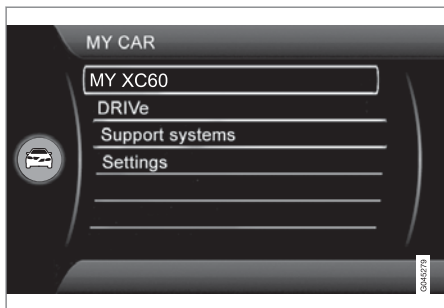 MY CAR
MY XC60
DRIVe
Support systems
Settings
G045279